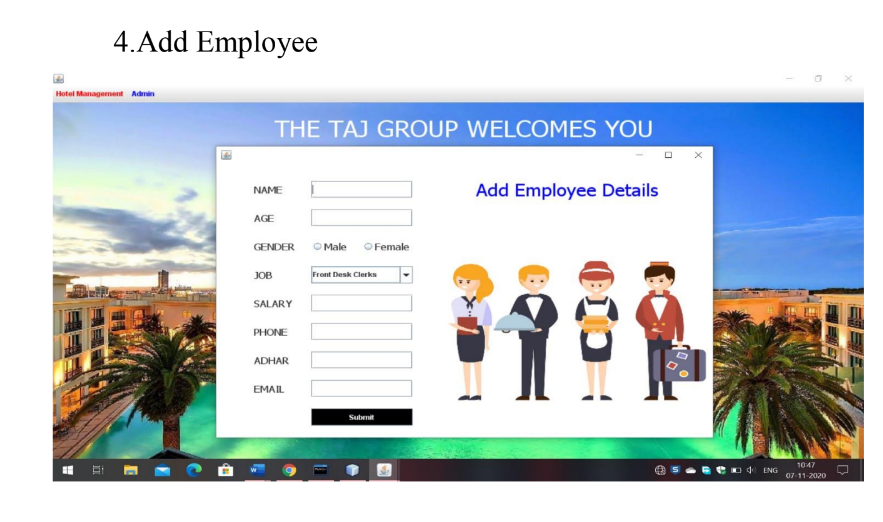 4.Add Employee
Hotel Management Admin
THE TAJ GROUP WELCOMES YOU
Add Employee Details
NAME
AGE
GENDER Male Female
JOB Front Desk Clerks
SALARY
PHONE
ADHAR
EMAIL
Submit
ENG 10:47
07-11-2020